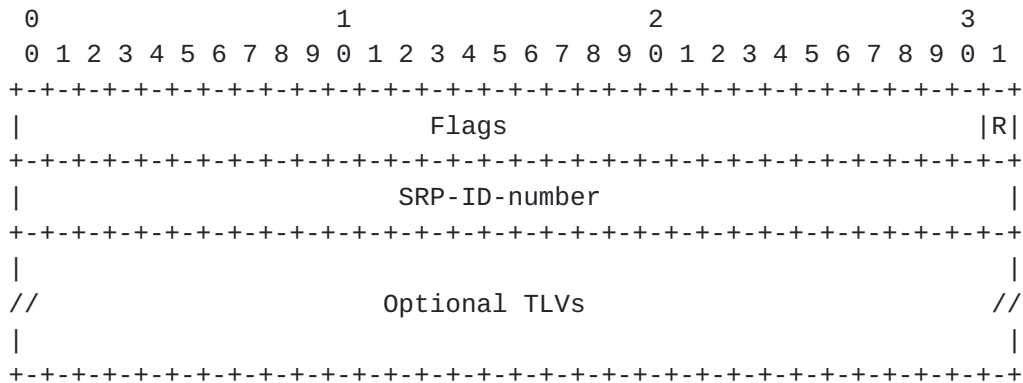 0                   1                   2                   3
 0 1 2 3 4 5 6 7 8 9 0 1 2 3 4 5 6 7 8 9 0 1 2 3 4 5 6 7 8 9 0 1
+-+-+-+-+-+-+-+-+-+-+-+-+-+-+-+-+-+-+-+-+-+-+-+-+-+-+-+-+-+-+-+-+
|                          Flags                              |R|
+-+-+-+-+-+-+-+-+-+-+-+-+-+-+-+-+-+-+-+-+-+-+-+-+-+-+-+-+-+-+-+-+
|                        SRP-ID-number                          |
+-+-+-+-+-+-+-+-+-+-+-+-+-+-+-+-+-+-+-+-+-+-+-+-+-+-+-+-+-+-+-+-+
|                                                               |
//                      Optional TLVs                          //
|                                                               |
+-+-+-+-+-+-+-+-+-+-+-+-+-+-+-+-+-+-+-+-+-+-+-+-+-+-+-+-+-+-+-+-+